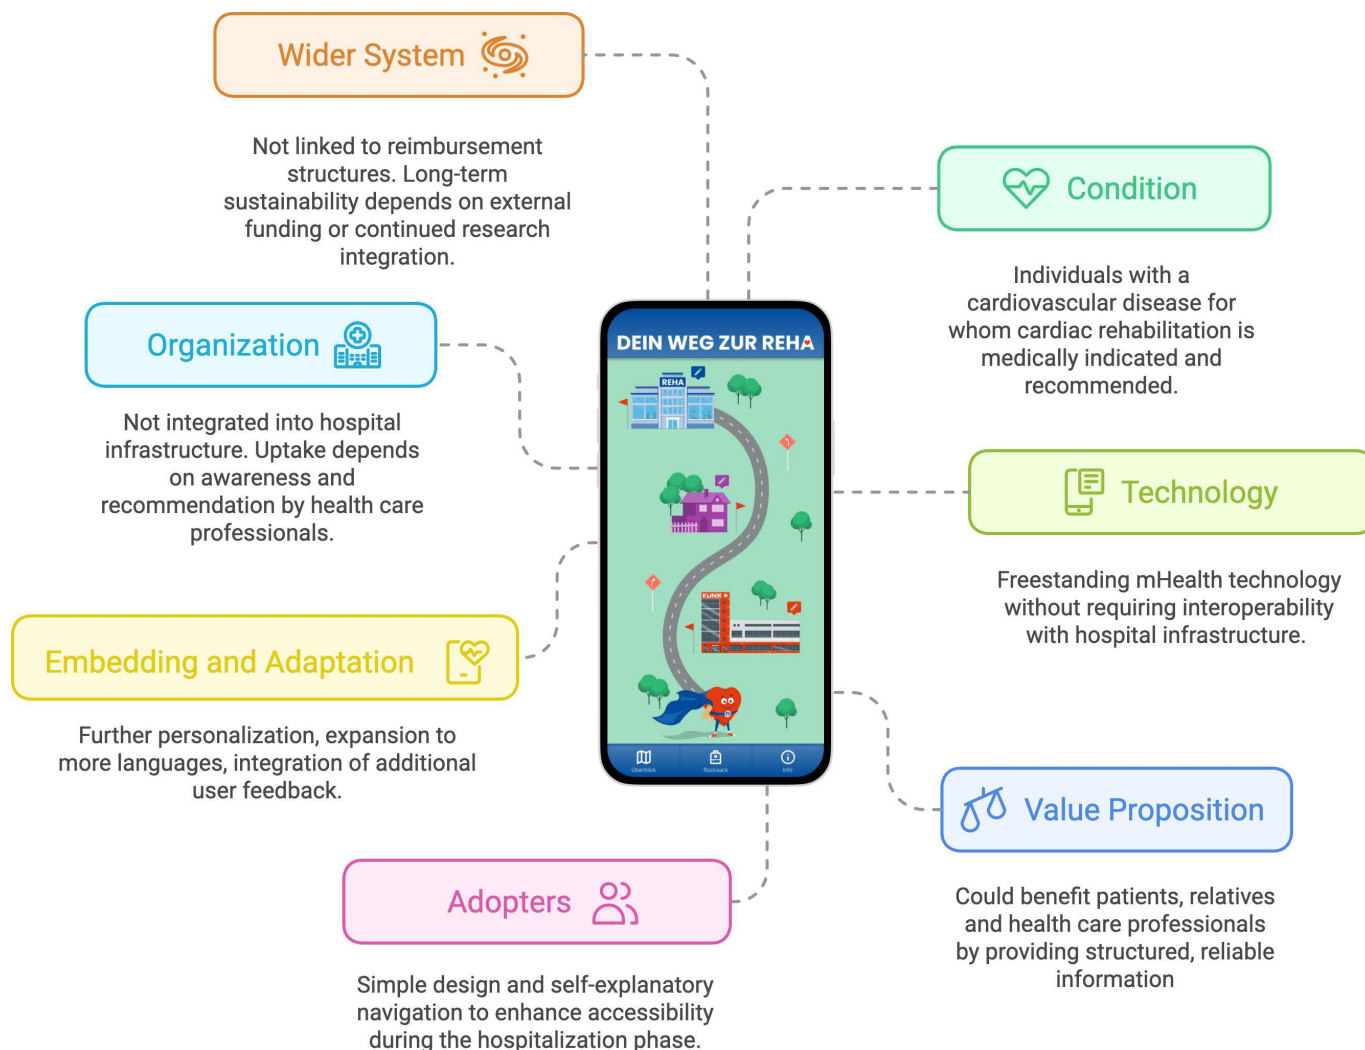 Wider System
Not linked to reimbursement
structures. Long-term
sustainability depends on external
funding or continued research
integration.
Condition
Individuals with a
cardiovascular disease for
whom cardiac rehabilitation is
medically indicated and
recommended.
Organization
Not integrated into hospital
infrastructure. Uptake depends
on awareness and
recommendation by health care
professionals.
DEIN WEG ZUR REHA
REHA
KLINIK
Überblick
Rucksack
Info
Technology
Freestanding mHealth technology
without requiring interoperability
with hospital infrastructure.
Embedding and Adaptation
Further personalization, expansion to
more languages, integration of additional
user feedback.
Value Proposition
Could benefit patients, relatives
and health care professionals
by providing structured, reliable
information
Adopters
Simple design and self-explanatory
navigation to enhance accessibility
during the hospitalization phase.